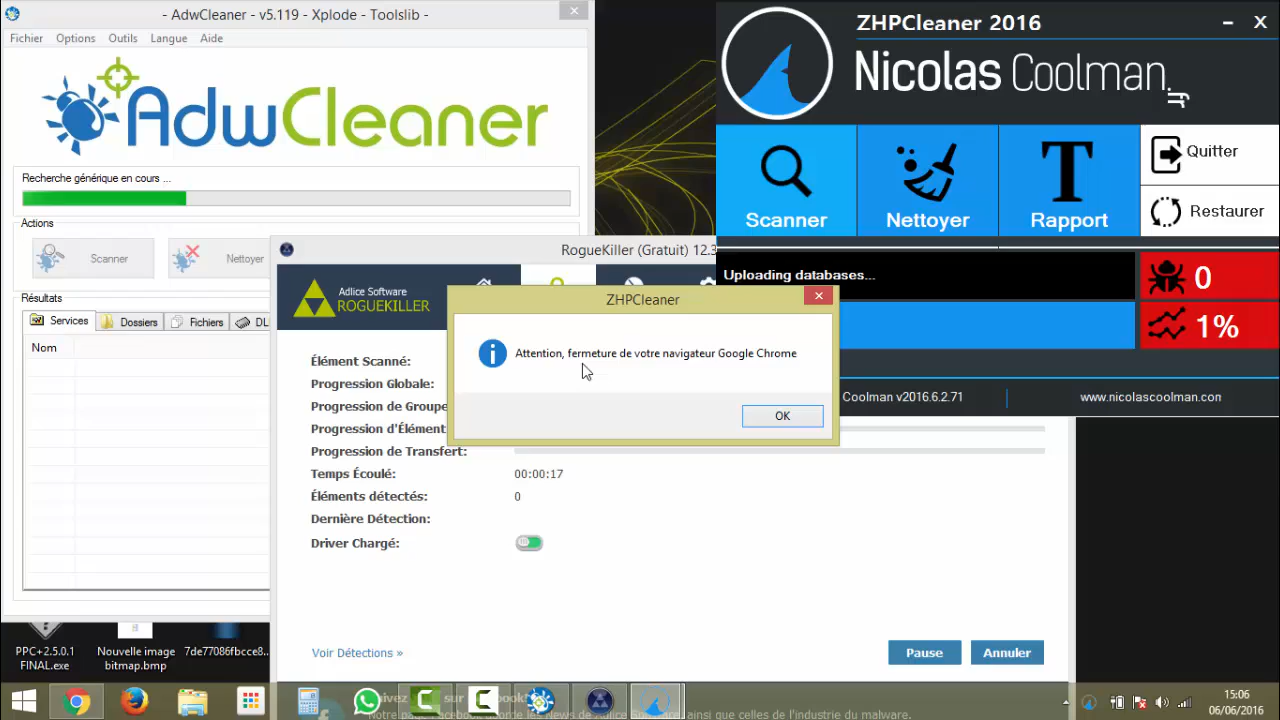 - AdwCleaner - v5.119 - Xplode - Toolslib -
Fichier Options Outils Langue Aide
AdwCleaner
Recherche générique en cours ...
Actions
Scanner Nettoyer
Résultats
Services Dossiers Fichiers DL
Nom
ZHPCleaner 2016
Nicolas Coolman
Scanner Nettoyer Rapport
Quitter
Restaurer
Uploading databases...
0
1%
Coolman v2016.6.2.71 www.nicolascoolman.con
RogueKiller (Gratuit) 12.3
Adlice Software
ROGUEKILLER
ZHPCleaner
Attention, fermeture de votre navigateur Google Chrome
OK
Élément Scanné:
Progression Globale:
Progression de Groupe
Progression d'Élément
Progression de Transfert:
Temps Écoulé: 00:00:17
Éléments détectés: 0
Dernière Détection:
Driver Chargé:
Voir Détections »
Pause Annuler
PPC+2.5.0.1
FINAL.exe
Nouvelle image
bitmap.bmp
7de77086fbcce8...
15:06
06/06/2016